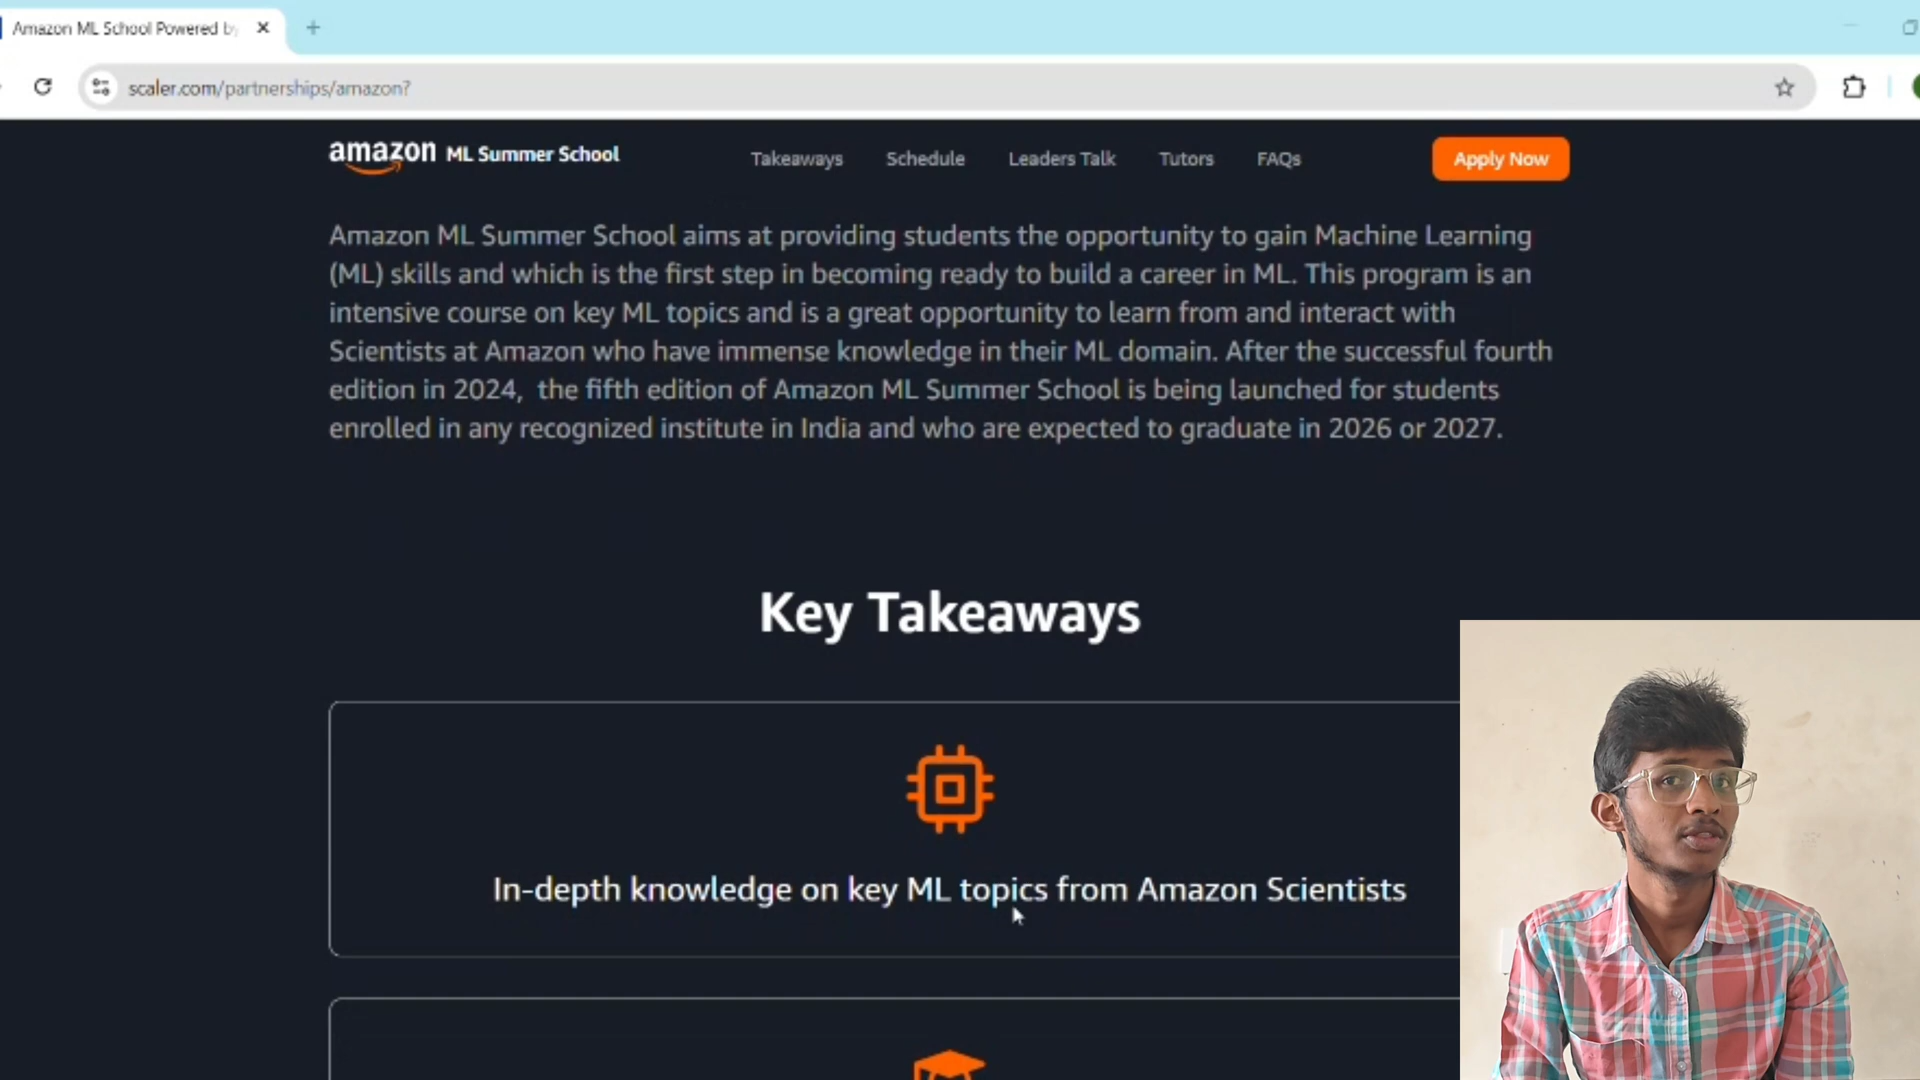 Amazon ML School Powered by
scaler.com/partnerships/amazon?
amazon ML Summer School
Takeaways Schedule Leaders Talk Tutors FAQs Apply Now
Amazon ML Summer School aims at providing students the opportunity to gain Machine Learning
(ML) skills and which is the first step in becoming ready to build a career in ML. This program is an
intensive course on key ML topics and is a great opportunity to learn from and interact with
Scientists at Amazon who have immense knowledge in their ML domain. After the successful fourth
edition in 2024, the fifth edition of Amazon ML Summer School is being launched for students
enrolled in any recognized institute in India and who are expected to graduate in 2026 or 2027.
Key Takeaways
In-depth knowledge on key ML topics from Amazon Scientists